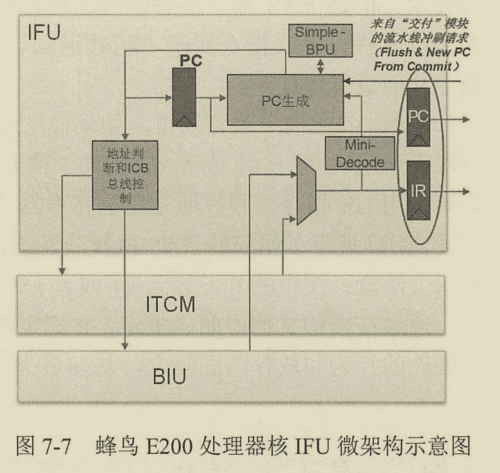 IFU
Simple-
BPU
来自“交付”模块
的流水线冲刷请求
(Flush & New PC
From Commit)
PC
PC生成
PC
地址判
断和ICB
总线控
制
Mini-
Decode
IR
ITCM
BIU
图 7-7 蜂鸟 E200 处理器核 IFU 微架构示意图